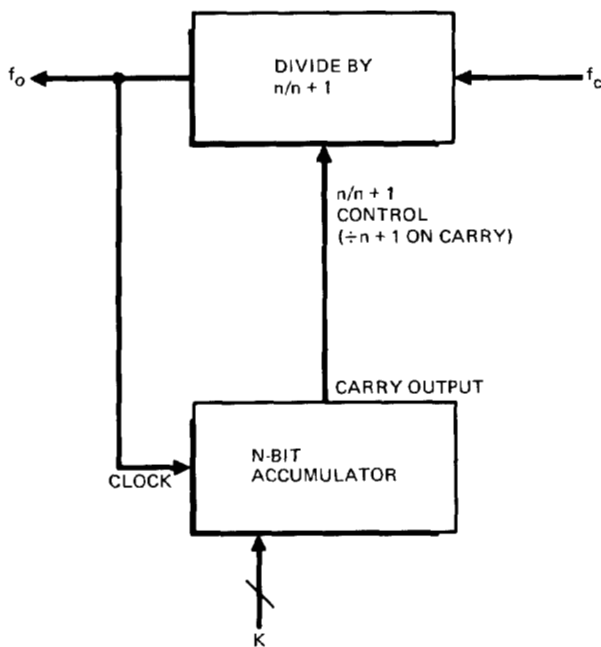 DIVIDE BY
n/n + 1
fo
fc
n/n + 1
CONTROL
(÷n + 1 ON CARRY)
CARRY OUTPUT
N-BIT
ACCUMULATOR
CLOCK
K